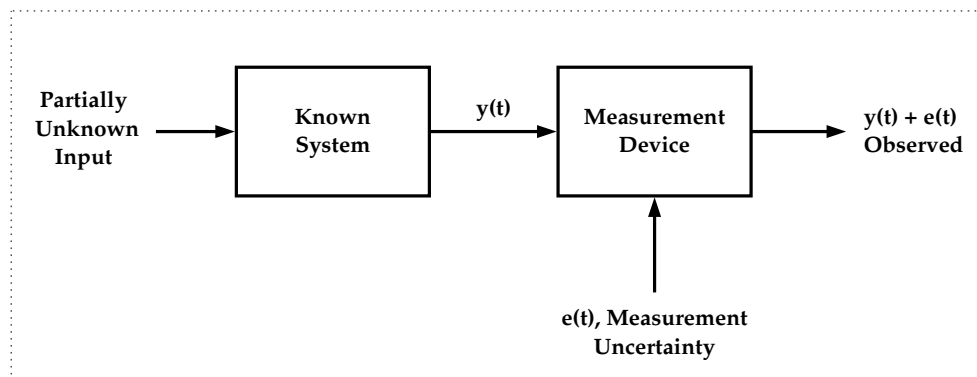 Partially
Unknown
Input
Known
System
y(t)
Measurement
Device
y(t) + e(t)
Observed
e(t), Measurement
Uncertainty